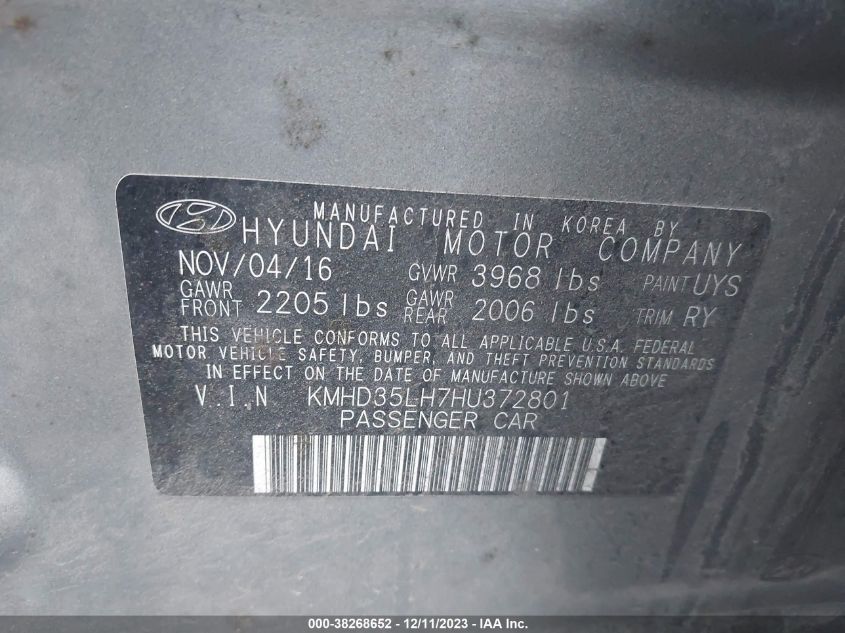 MANUFACTURED IN KOREA BY
HYUNDAI MOTOR COMPANY
NOV/04/16 GVWR 3968 lbs PAINT UYS
GAWR FRONT 2205 lbs GAWR REAR 2006 lbs TRIM RY
THIS VEHICLE CONFORMS TO ALL APPLICABLE U.S.A. FEDERAL
MOTOR VEHICLE SAFETY, BUMPER, AND THEFT PREVENTION STANDARDS
IN EFFECT ON THE DATE OF MANUFACTURE SHOWN ABOVE
V.I.N KMHD35LH7HU372801
PASSENGER CAR
000-38268652 - 12/11/2023 - IAA Inc.